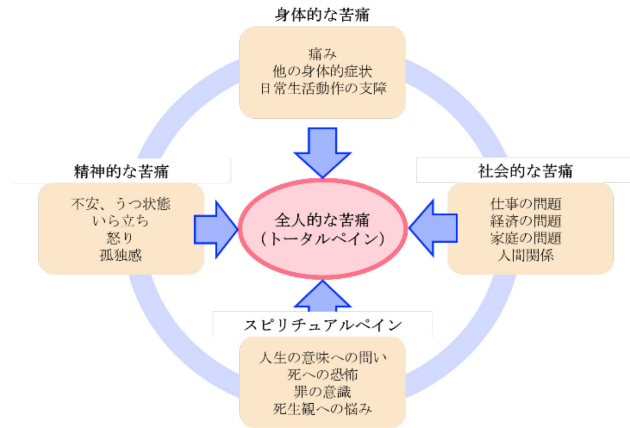 身体的な苦痛
痛み
他の身体的症状
日常生活動作の支障
精神的な苦痛
不安、うつ状態
いら立ち
怒り
孤独感
全人的な苦痛
（トータルペイン）
社会的な苦痛
仕事の問題
経済の問題
家庭の問題
人間関係
スピリチュアルペイン
人生の意味への問い
死への恐怖
罪の意識
死生観への悩み